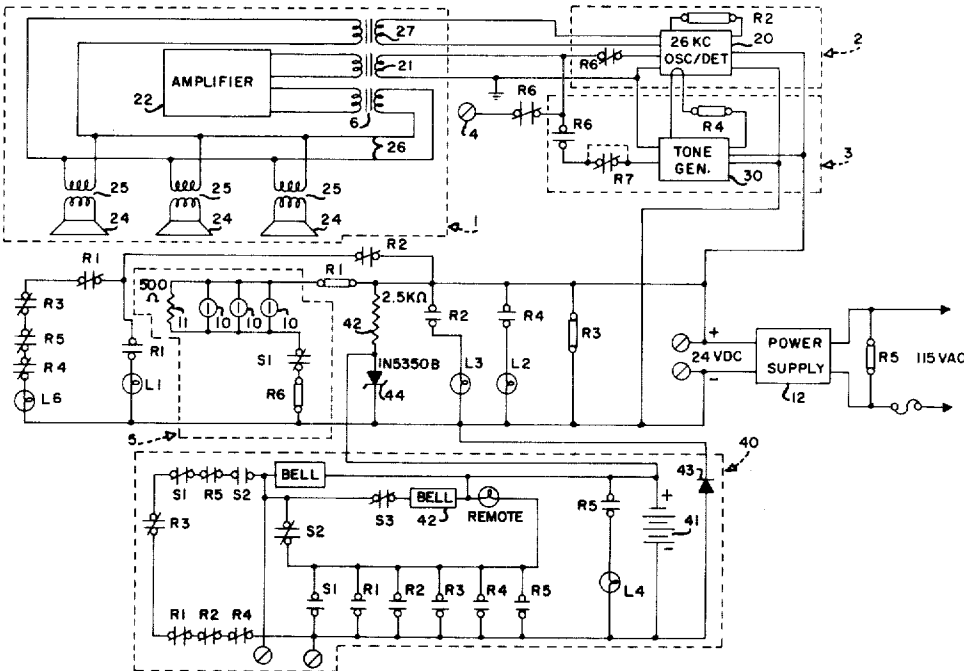 27
R2
26 KC
OSC/DET
20
2
AMPLIFIER
21
R6
22
6
R6
4
R6
R4
26
R7
TONE
GEN.
30
3
25
25
25
24
24
24
1
R1
R2
500
Ω
R1
R3
11
10
10
10
2.5KΩ
R2
R4
R3
+
24 VDC
-
POWER
SUPPLY
R5
115 VAC
R5
R1
42
S1
IN5350B
R4
L3
L2
12
L1
R6
44
L6
5
40
BELL
43
S1
R5
S2
+
R3
S3
BELL
42
REMOTE
R5
41
S2
-
S1
R1
R2
R3
R4
R5
L4
R1
R2
R4